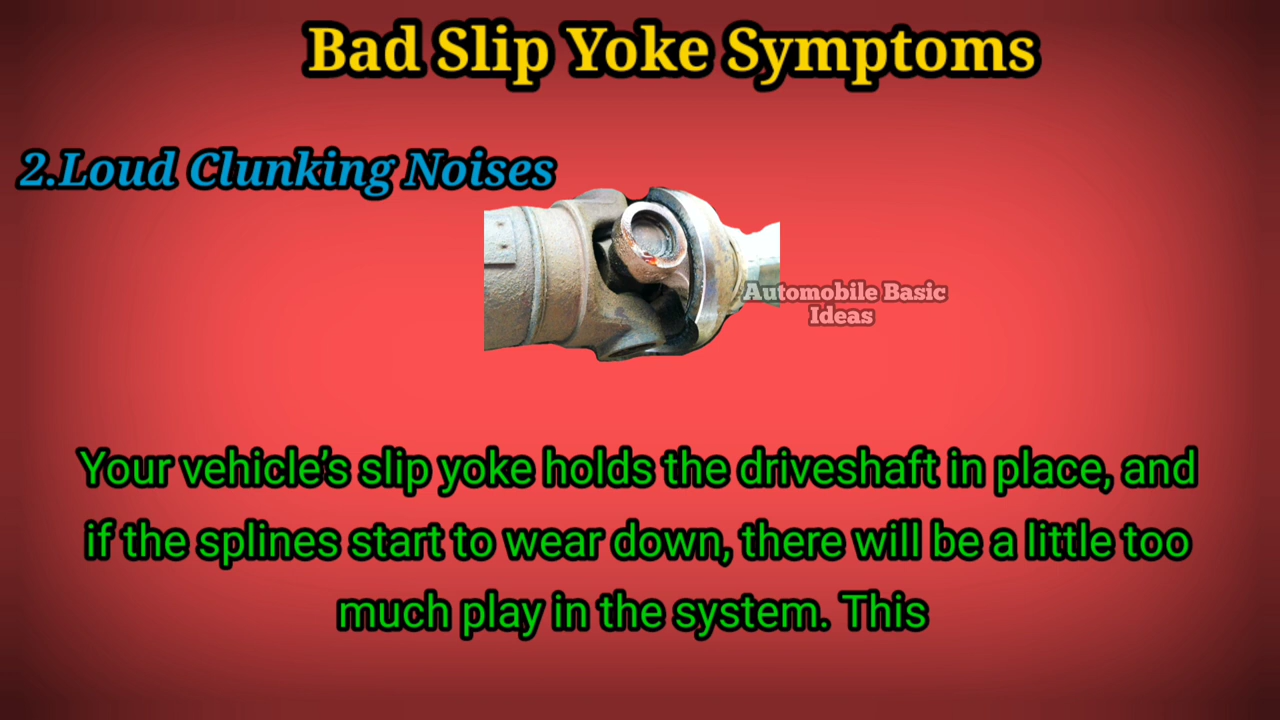 Bad Slip Yoke Symptoms
2.Loud Clunking Noises
Automobile Basic
Ideas
Your vehicle’s slip yoke holds the driveshaft in place, and
if the splines start to wear down, there will be a little too
much play in the system. This